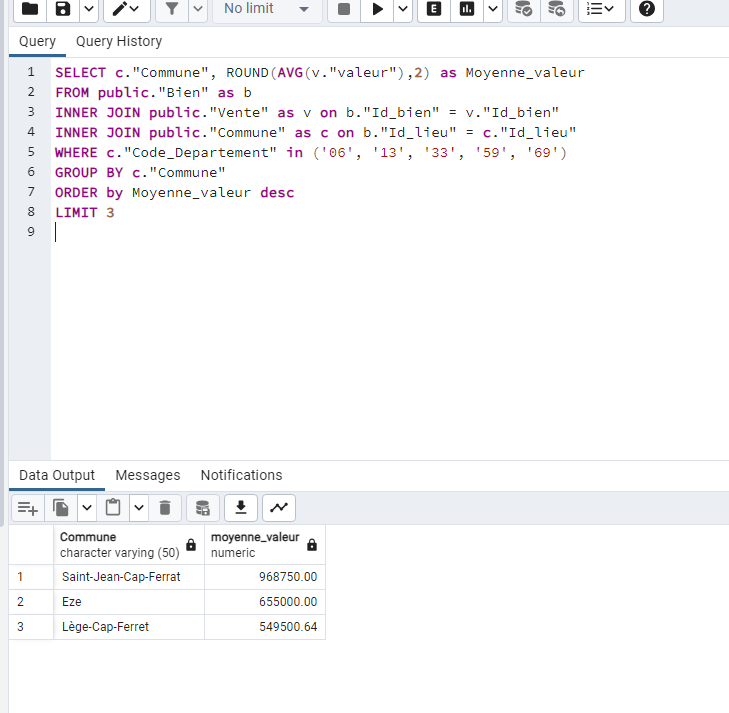 No limit
E
Query Query History
1 SELECT c."Commune", ROUND(AVG(v."valeur"),2) as Moyenne_valeur
2 FROM public."Bien" as b
3 INNER JOIN public."Vente" as v on b."Id_bien" = v."Id_bien"
4 INNER JOIN public."Commune" as c on b."Id_lieu" = c."Id_lieu"
5 WHERE c."Code_Departement" in ('06', '13', '33', '59', '69')
6 GROUP BY c."Commune"
7 ORDER by Moyenne_valeur desc
8 LIMIT 3
9
Data Output Messages Notifications
Commune moyenne_valeur
character varying (50) numeric
1 Saint-Jean-Cap-Ferrat 968750.00
2 Eze 655000.00
3 Lège-Cap-Ferret 549500.64